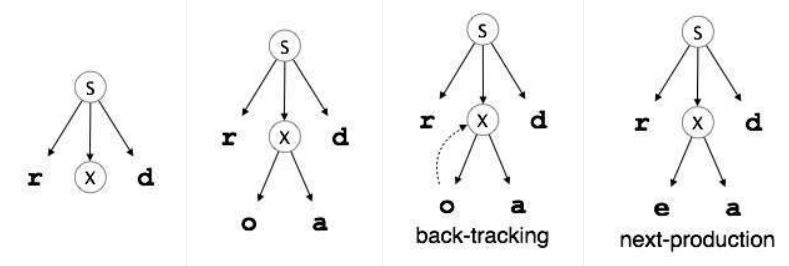 S
r X d
S
r X d
o a
S
r X d
o a
back-tracking
S
r X d
e a
next-production